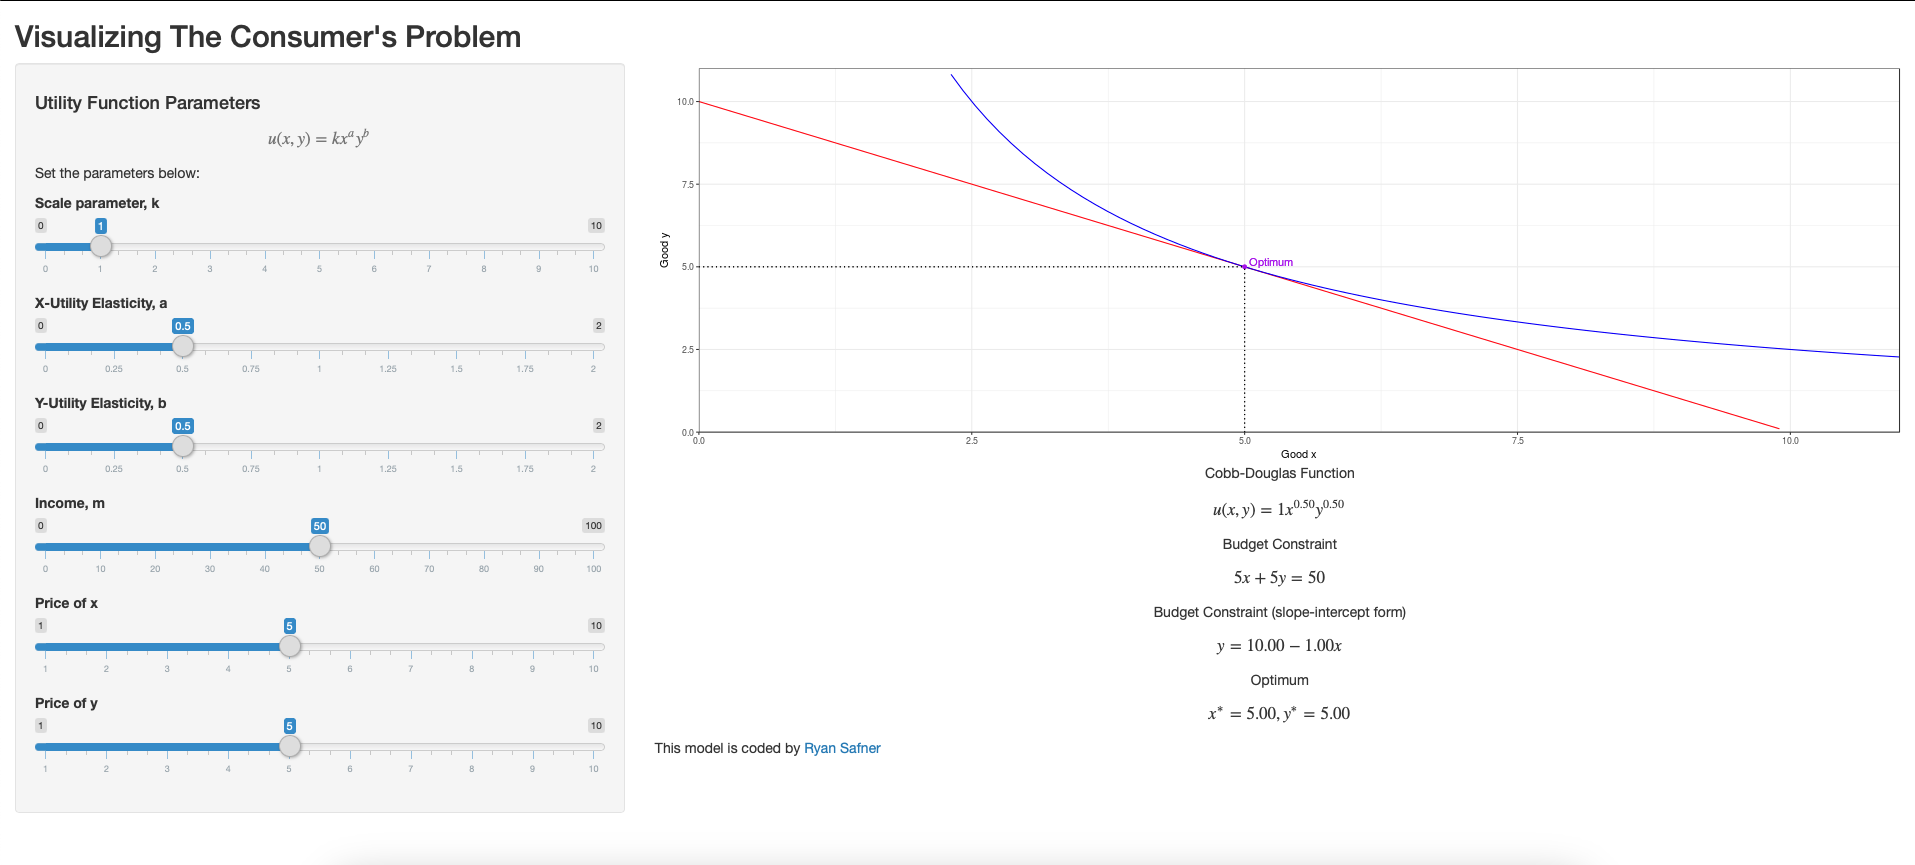 Visualizing The Consumer's Problem
Utility Function Parameters
u(x, y) = kx^a y^b
Set the parameters below:
Scale parameter, k
0 1 10
0 1 2 3 4 5 6 7 8 9 10
X-Utility Elasticity, a
0 0.5 2
0 0.25 0.5 0.75 1 1.25 1.5 1.75 2
Y-Utility Elasticity, b
0 0.5 2
0 0.25 0.5 0.75 1 1.25 1.5 1.75 2
Income, m
0 50 100
0 10 20 30 40 50 60 70 80 90 100
Price of x
1 5 10
1 2 3 4 5 6 7 8 9 10
Price of y
1 5 10
1 2 3 4 5 6 7 8 9 10
Good y
10.0
7.5
5.0
2.5
0.0
Optimum
0.0 2.5 5.0 7.5 10.0
Good x
Cobb-Douglas Function
u(x, y) = 1x^0.50 y^0.50
Budget Constraint
5x + 5y = 50
Budget Constraint (slope-intercept form)
y = 10.00 − 1.00x
Optimum
x* = 5.00, y* = 5.00
This model is coded by Ryan Safner